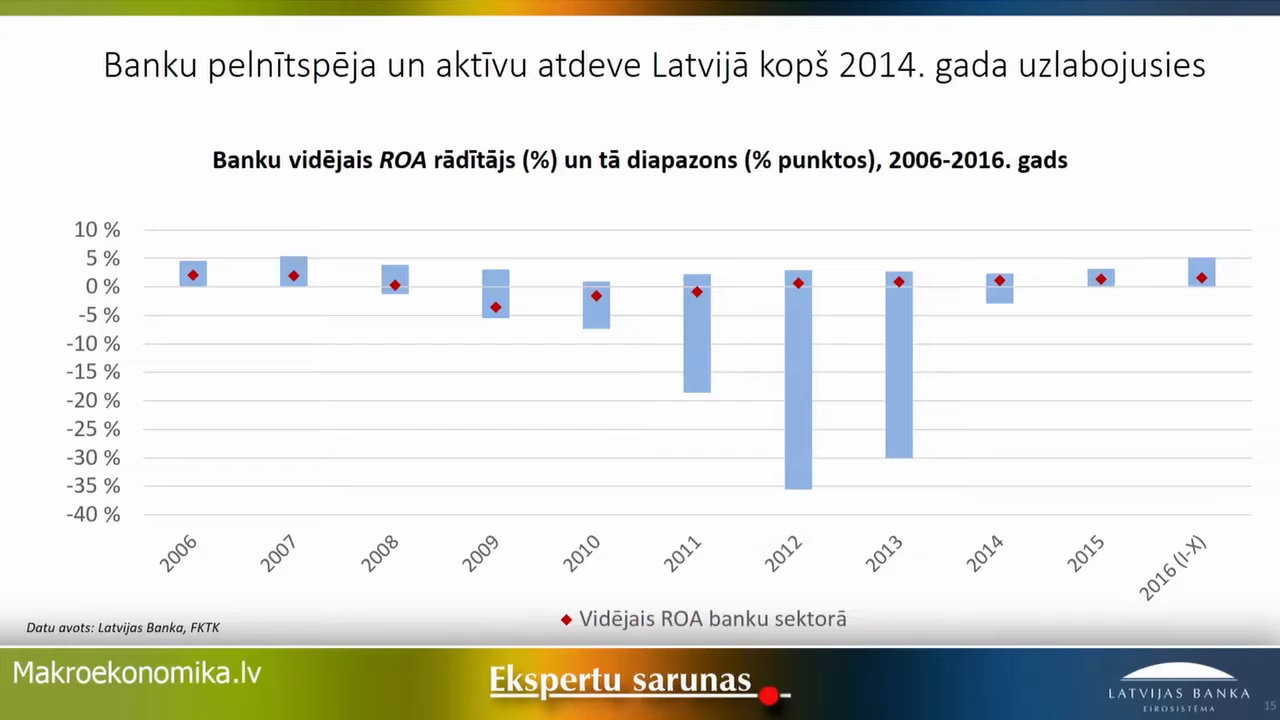 Banku pelnītspēja un aktīvu atdeve Latvijā kopš 2014. gada uzlabojusies
Banku vidējais ROA rādītājs (%) un tā diapazons (% punktos), 2006-2016. gads
10 %
5 %
0 %
-5 %
-10 %
-15 %
-20 %
-25 %
-30 %
-35 %
-40 %
2006
2007
2008
2009
2010
2011
2012
2013
2014
2015
2016 (I-X)
Vidējais ROA banku sektorā
Datu avots: Latvijas Banka, FKTK
Makroekonomika.lv
Ekspertu sarunas
LATVIJAS BANKA
EIROSISTĒMA
15